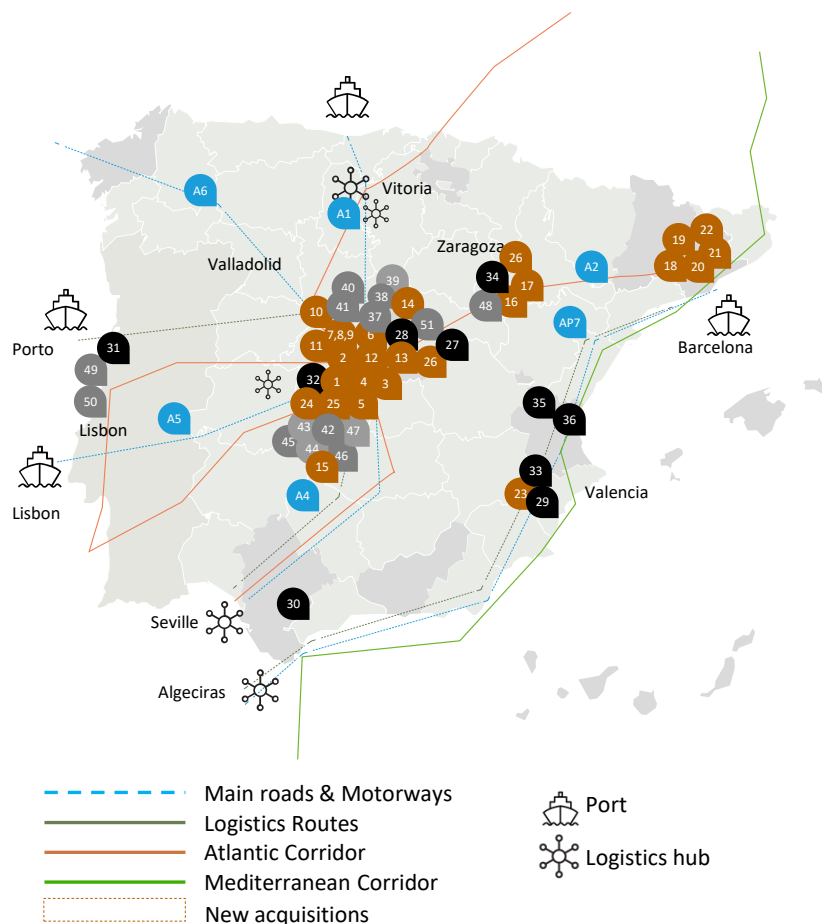 A6
Vitoria
A1
Zaragoza
Valladolid
22
19
21
18
20
26
34
17
16
48
A2
AP7
Barcelona
39
40
38
41
14
37
10
51
7,8,9
6
28
27
11
2
12
13
26
32
1
4
3
24
25
5
43
42
47
45
44
46
15
A4
Porto
31
49
50
Lisbon
A5
Lisbon
35
36
33
23
29
Valencia
30
Seville
Algeciras
Main roads & Motorways
Logistics Routes
Atlantic Corridor
Mediterranean Corridor
New acquisitions
Port
Logistics hub